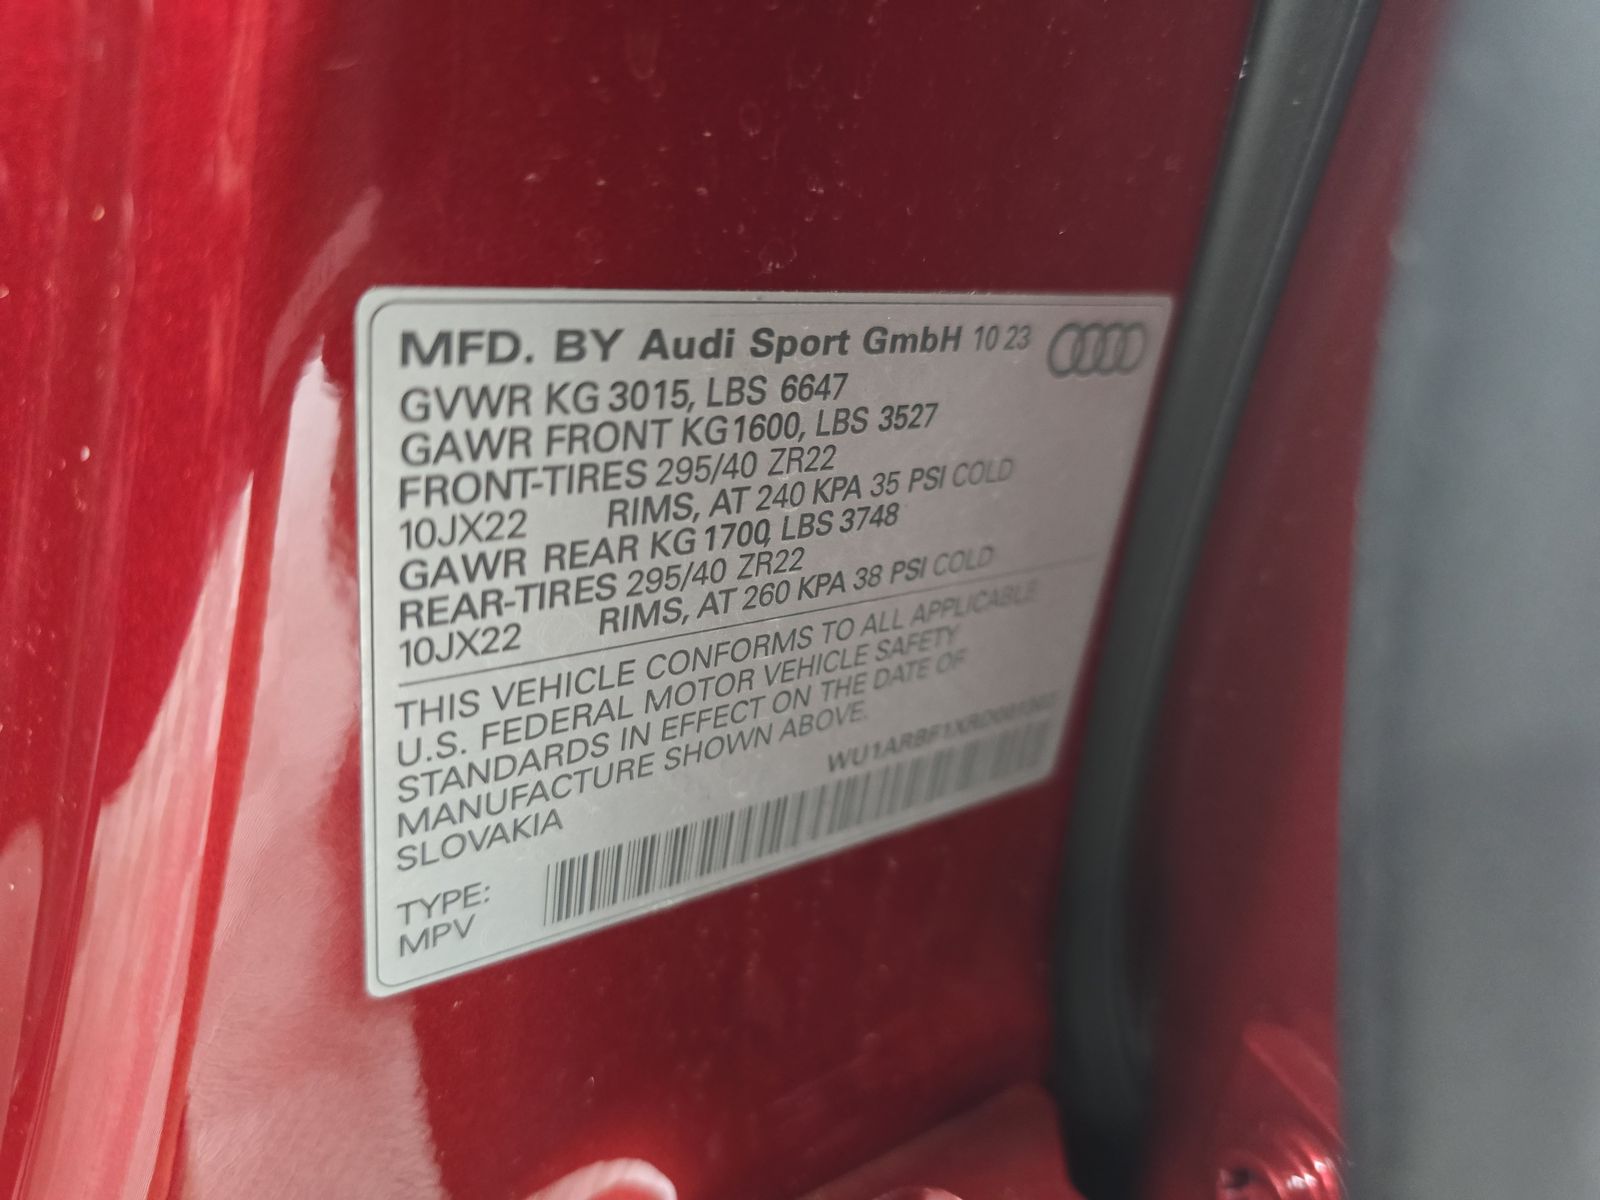 MFD. BY Audi Sport GmbH 10 23
GVWR KG 3015, LBS 6647
GAWR FRONT KG 1600, LBS 3527
FRONT-TIRES 295/40 ZR22
10JX22 RIMS, AT 240 KPA 35 PSI COLD
GAWR REAR KG 1700, LBS 3748
REAR-TIRES 295/40 ZR22
10JX22 RIMS, AT 260 KPA 38 PSI COLD
THIS VEHICLE CONFORMS TO ALL APPLICABLE
U.S. FEDERAL MOTOR VEHICLE SAFETY
STANDARDS IN EFFECT ON THE DATE OF
MANUFACTURE SHOWN ABOVE.
SLOVAKIA
TYPE:
MPV